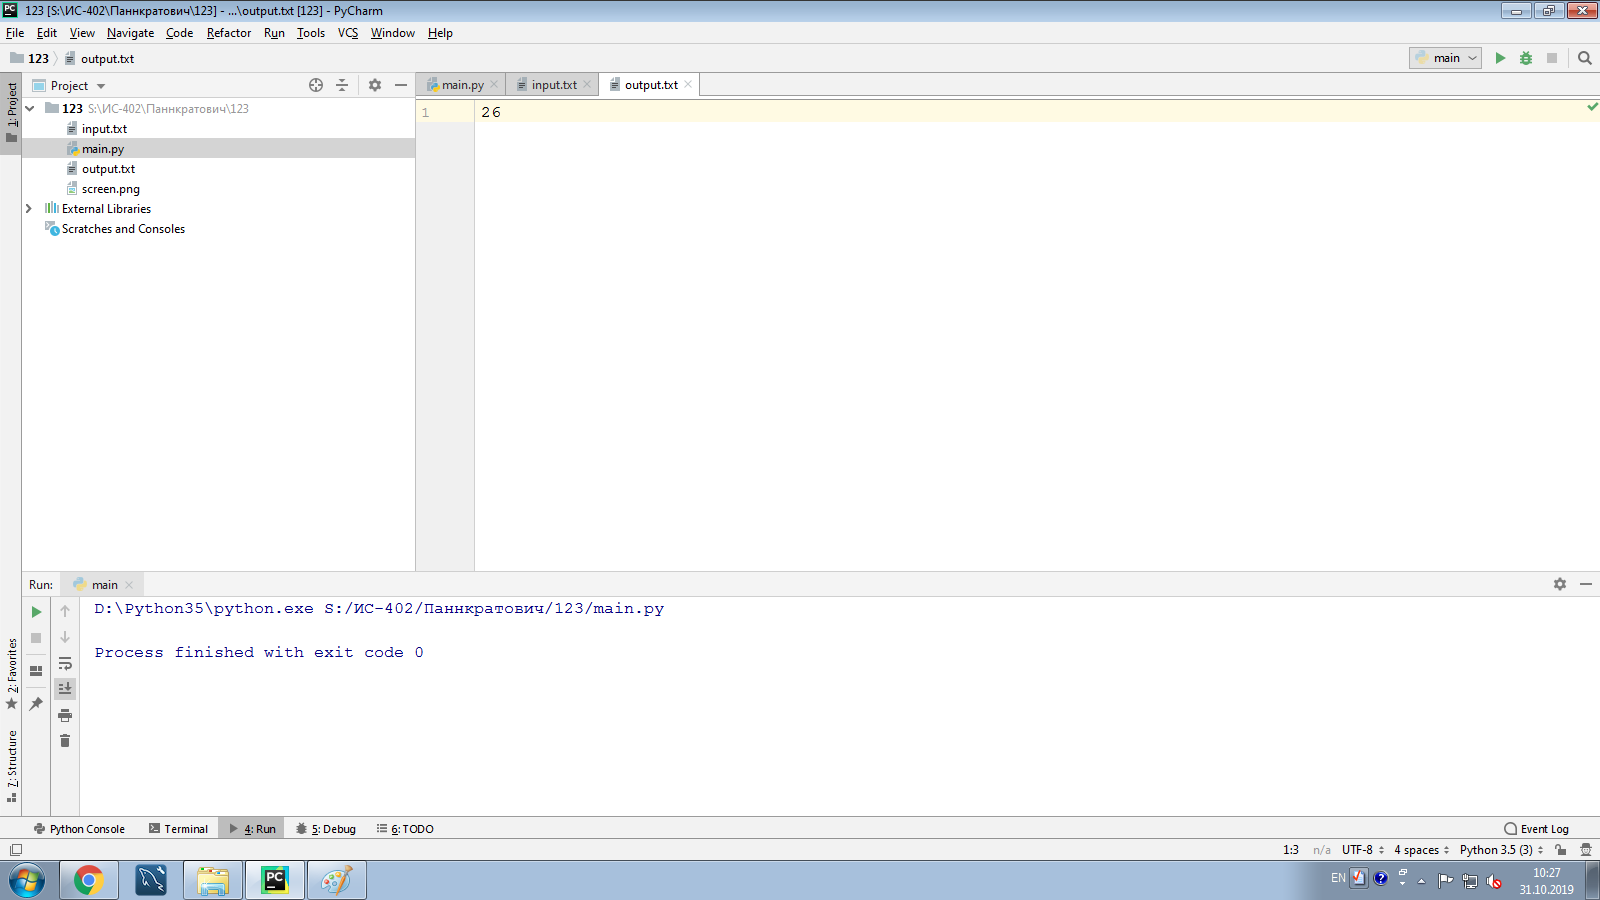 123 [S:\ИС-402\Паннкратович\123] - ...\output.txt [123] - PyCharm
File Edit View Navigate Code Refactor Run Tools VCS Window Help
123 output.txt
main
1: Project
Project
main.py input.txt output.txt
123 S:\ИС-402\Паннкратович\123
input.txt
main.py
output.txt
screen.png
External Libraries
Scratches and Consoles
1 26
Run: main
D:\Python35\python.exe S:/ИС-402/Паннкратович/123/main.py
Process finished with exit code 0
2: Favorites
7: Structure
Python Console Terminal 4: Run 5: Debug 6: TODO Event Log
1:3 n/a UTF-8 4 spaces Python 3.5 (3)
PC
EN 10:27
31.10.2019